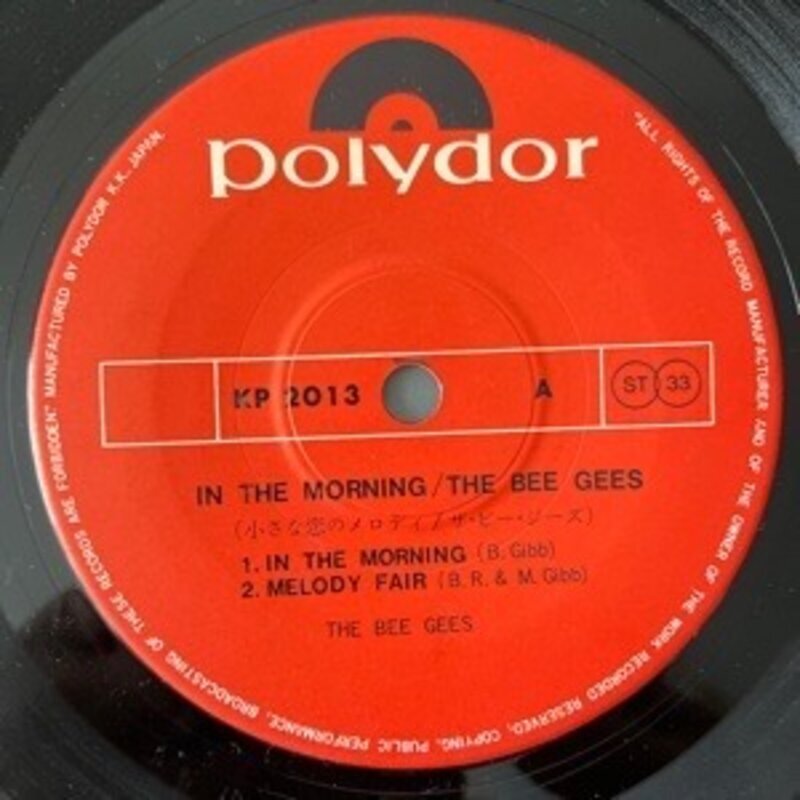 polydor
KP 2013
A
ST 33
IN THE MORNING/THE BEE GEES
(小さな恋のメロディ/ザ・ビー・ジーズ)
1. IN THE MORNING (B. Gibb)
2. MELODY FAIR (B. R. & M. Gibb)
THE BEE GEES
"ALL RIGHTS OF THE RECORD MANUFACTURER AND OF THE OWNER OF THE WORK RECORDED RESERVED, COPYING, PUBLIC PERFORMANCE, BROADCASTING OF THESE RECORDS ARE FORBIDDEN" MANUFACTURED BY POLYDOR K.K., JAPAN.